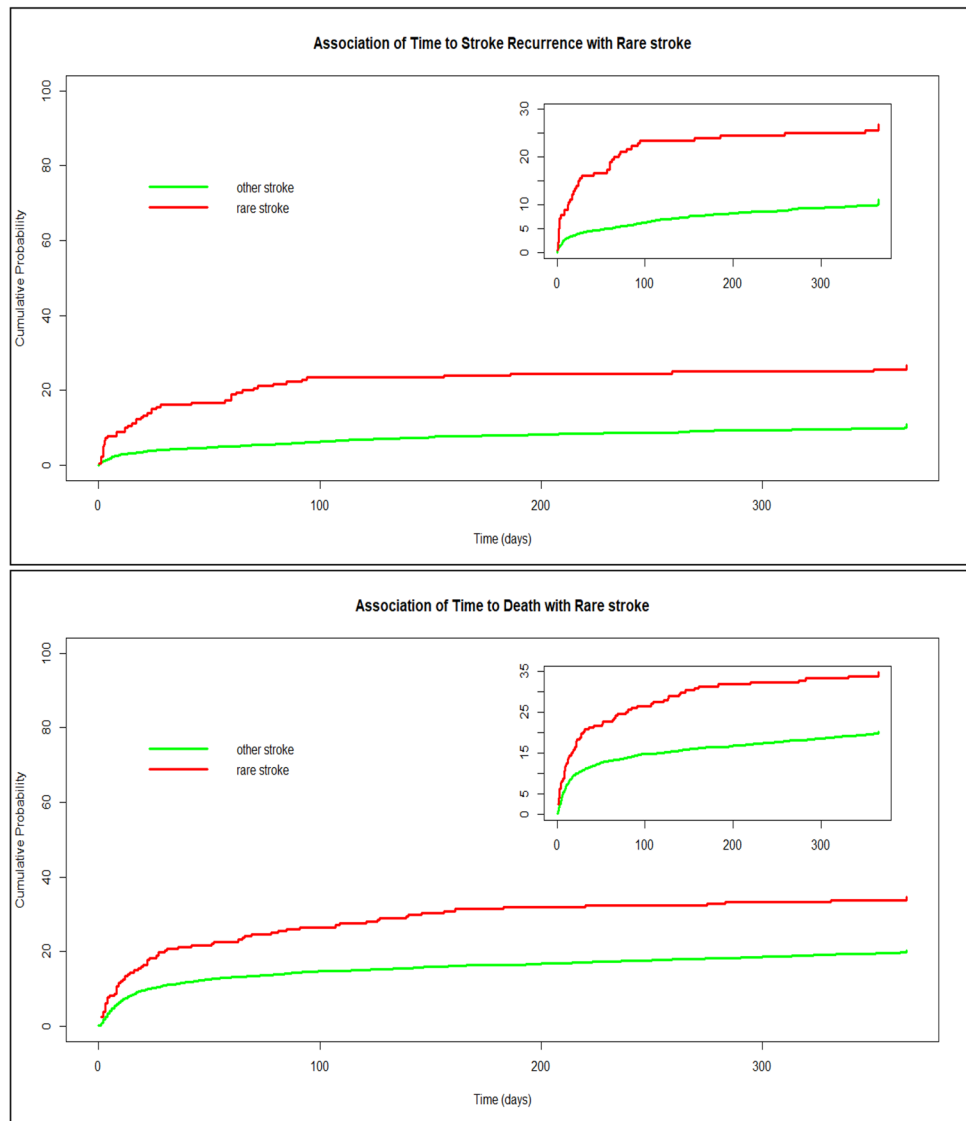 Association of Time to Stroke Recurrence with Rare stroke
Cumulative Probability
100
80
60
40
20
0
other stroke
rare stroke
30
20
10
5
0
0 100 200 300
0 100 200 300
Time (days)
Association of Time to Death with Rare stroke
Cumulative Probability
100
80
60
40
20
0
other stroke
rare stroke
35
25
15
5
0
0 100 200 300
0 100 200 300
Time (days)